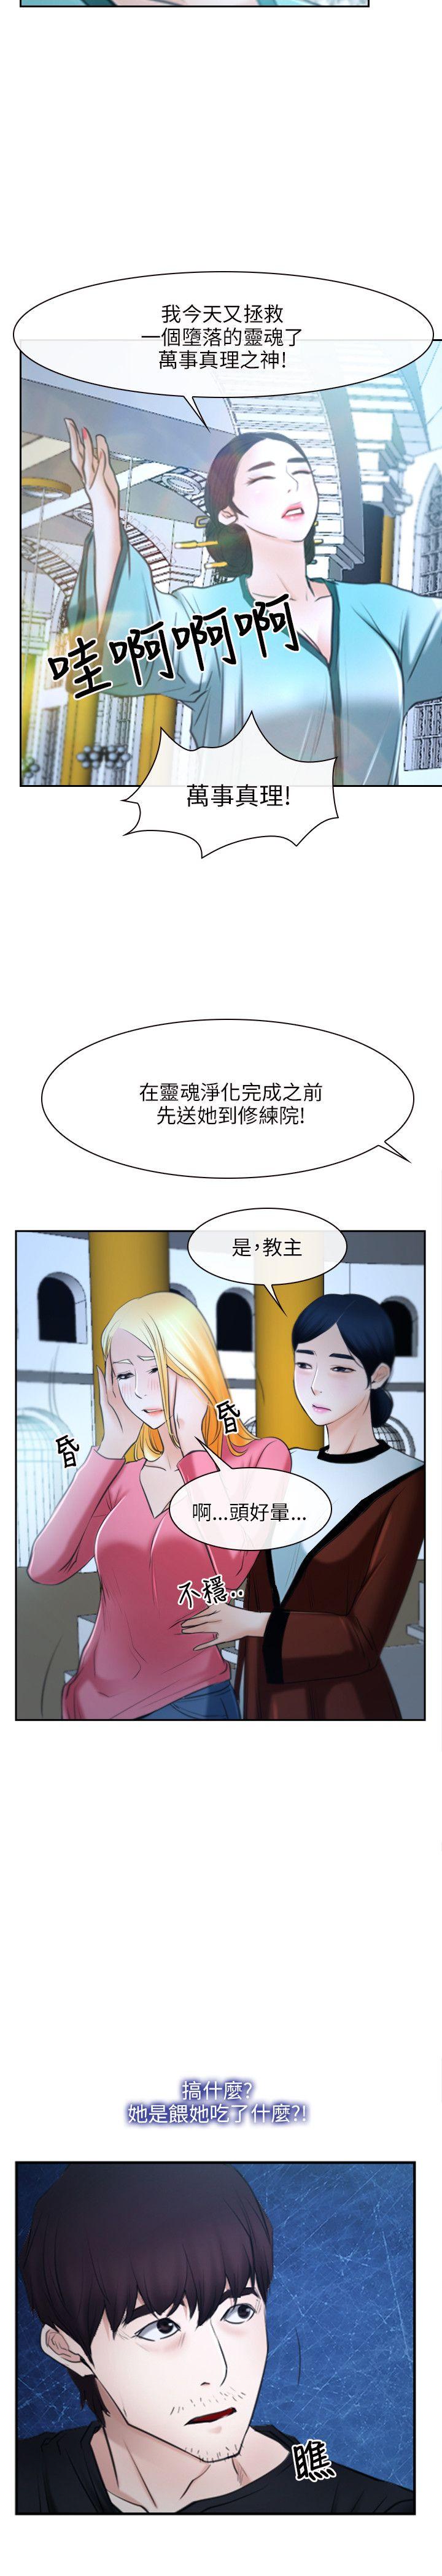 我今天又拯救
一個墮落的靈魂了
萬事真理之神!
哇啊啊啊
萬事真理!
在靈魂淨化完成之前
先送她到修練院!
是,教主
昏
昏
啊...頭好暈...
不穩..
搞什麼?
她是餵她吃了什麼?!
瞧